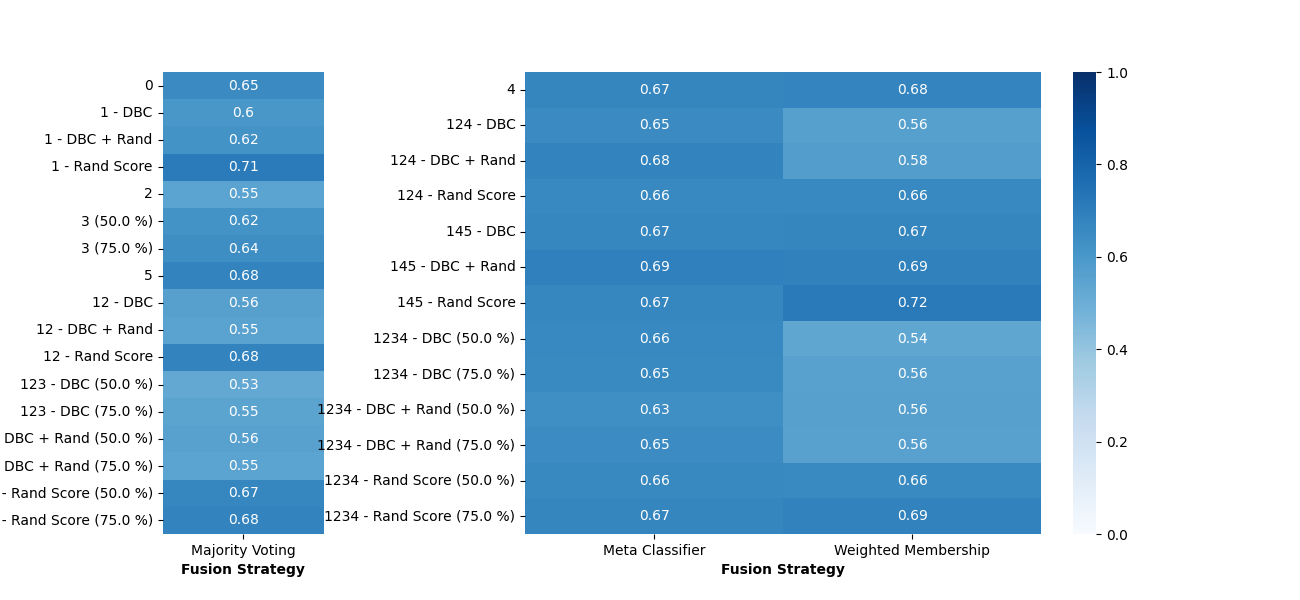 0 0.65
1 - DBC 0.6
1 - DBC + Rand 0.62
1 - Rand Score 0.71
2 0.55
3 (50.0 %) 0.62
3 (75.0 %) 0.64
5 0.68
12 - DBC 0.56
12 - DBC + Rand 0.55
12 - Rand Score 0.68
123 - DBC (50.0 %) 0.53
123 - DBC (75.0 %) 0.55
DBC + Rand (50.0 %) 0.56
DBC + Rand (75.0 %) 0.55
- Rand Score (50.0 %) 0.67
- Rand Score (75.0 %) 0.68
Majority Voting
Fusion Strategy
4 0.67 0.68
124 - DBC 0.65 0.56
124 - DBC + Rand 0.68 0.58
124 - Rand Score 0.66 0.66
145 - DBC 0.67 0.67
145 - DBC + Rand 0.69 0.69
145 - Rand Score 0.67 0.72
1234 - DBC (50.0 %) 0.66 0.54
1234 - DBC (75.0 %) 0.65 0.56
1234 - DBC + Rand (50.0 %) 0.63 0.56
1234 - DBC + Rand (75.0 %) 0.65 0.56
1234 - Rand Score (50.0 %) 0.66 0.66
1234 - Rand Score (75.0 %) 0.67 0.69
Meta Classifier Weighted Membership
Fusion Strategy
1.0
0.8
0.6
0.4
0.2
0.0